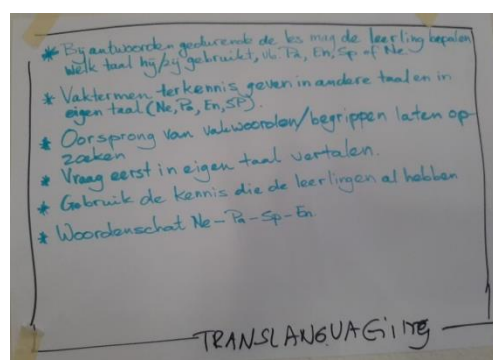 * Bij antwoorden gedurende de les mag de leerling bepalen
welk taal hij/zij gebruikt, vb. Pa, En, Sp of Ne.
* Vaktermen ter kennis geven in andere taal en in
eigen taal (Ne, Pa, En, SP).
* Oorsprong van vakwoorden/begrippen laten op-
zoeken
* Vraag eerst in eigen taal vertalen.
* Gebruik de kennis die de leerlingen al hebben
* Woordenschat Ne - Pa - Sp - En.
TRANSLANGUAGiNG